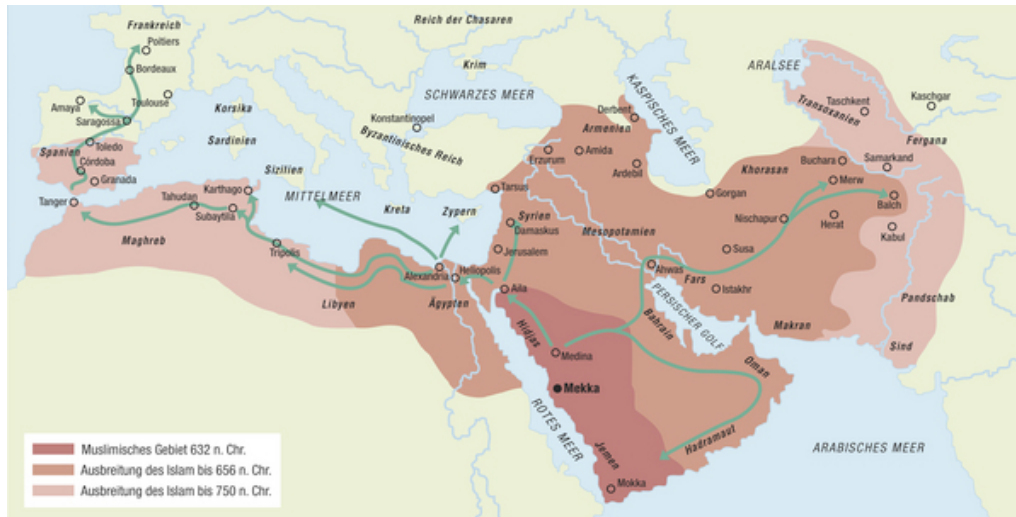 Frankreich
Poitiers
Bordeaux
Toulouse
Amaya
Saragossa
Spanien
Toledo
Córdoba
Granada
Tanger
Korsika
Sardinien
Sizilien
MITTELMEER
Kreta
Zypern
Karthago
Tahudan
Subaytila
Maghreb
Tripolis
Libyen
Alexandria
Heliopolis
Ägypten
Reich der Chasaren
Krim
SCHWARZES MEER
Konstantinopel
Byzantinisches Reich
KASPISCHES MEER
ARALSEE
Derbent
Armenien
Erzurum
Amida
Ardebil
Tarsus
Syrien
Damaskus
Jerusalem
Aila
Mesopotamien
Gorgan
Khorasan
Nischapur
Susa
Ahwas
Fars
Istakhr
PERSISCHER GOLF
Makran
Transoxanien
Taschkent
Kaschgar
Fergana
Buchara
Samarkand
Merw
Balch
Herat
Kabul
Pandschab
Sind
Hidjas
Medina
Mekka
Bahrain
Oman
Hadramaut
Jemen
Mokka
ROTES MEER
ARABISCHES MEER
Muslimisches Gebiet 632 n. Chr.
Ausbreitung des Islam bis 656 n. Chr.
Ausbreitung des Islam bis 750 n. Chr.